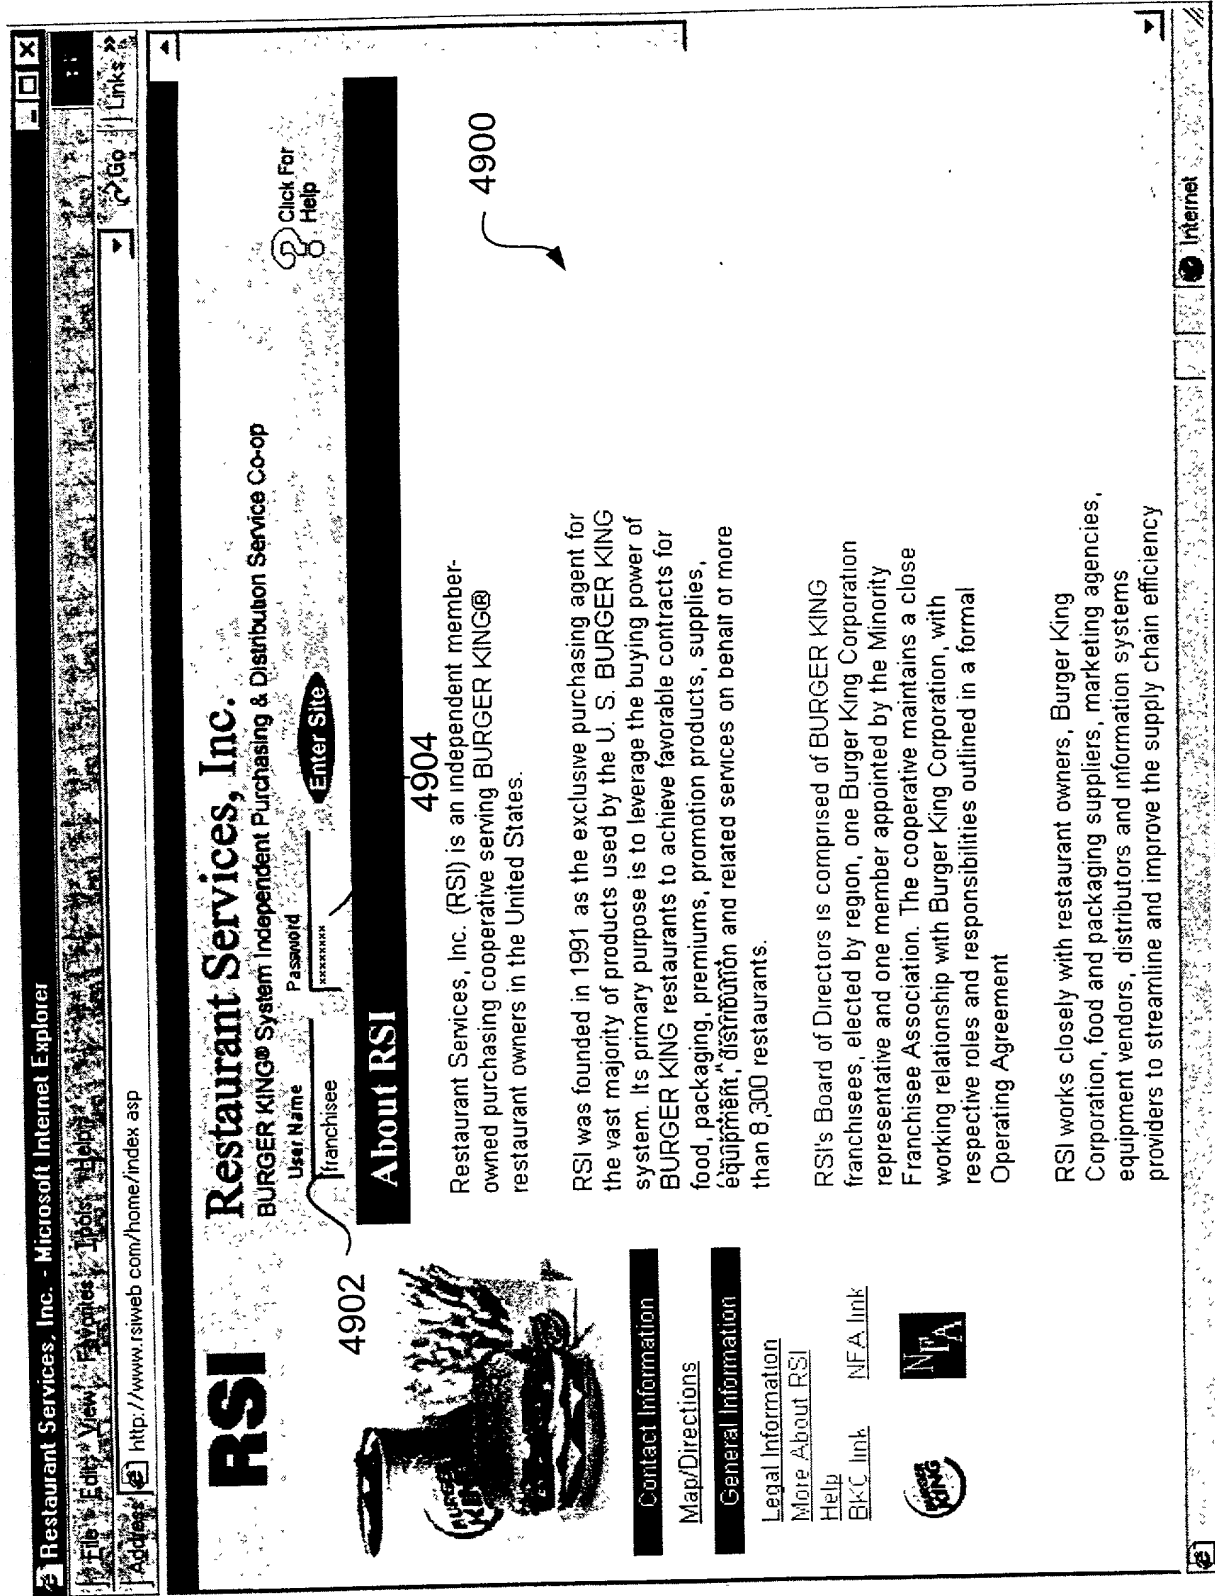 Restaurant Services, Inc. - Microsoft Internet Explorer
File Edit View Favorites Tools Help
Address http://www.rsiweb com/home/index asp Go Links »
RSI
Restaurant Services, Inc.
BURGER KING® System Independent Purchasing & Distribution Service Co-op
User Name Password
franchisee xxxxxxxx Enter Site
Click For
Help
4902
4904
4900
About RSI
BURGER
KING
Contact Information
Map/Directions
General Information
Legal Information
More About RSI
Help
BKC link NFA link
BURGER
KING
NFA
Restaurant Services, Inc. (RSI) is an independent member-
owned purchasing cooperative serving BURGER KING®
restaurant owners in the United States.
RSI was founded in 1991 as the exclusive purchasing agent for
the vast majority of products used by the U. S. BURGER KING
system. Its primary purpose is to leverage the buying power of
BURGER KING restaurants to achieve favorable contracts for
food, packaging, premiums, promotion products, supplies,
equipment, distribution and related services on behalf of more
than 8,300 restaurants.
RSI's Board of Directors is comprised of BURGER KING
franchisees, elected by region, one Burger King Corporation
representative and one member appointed by the Minority
Franchisee Association. The cooperative maintains a close
working relationship with Burger King Corporation, with
respective roles and responsibilities outlined in a formal
Operating Agreement
RSI works closely with restaurant owners, Burger King
Corporation, food and packaging suppliers, marketing agencies,
equipment vendors, distributors and information systems
providers to streamline and improve the supply chain efficiency
Internet